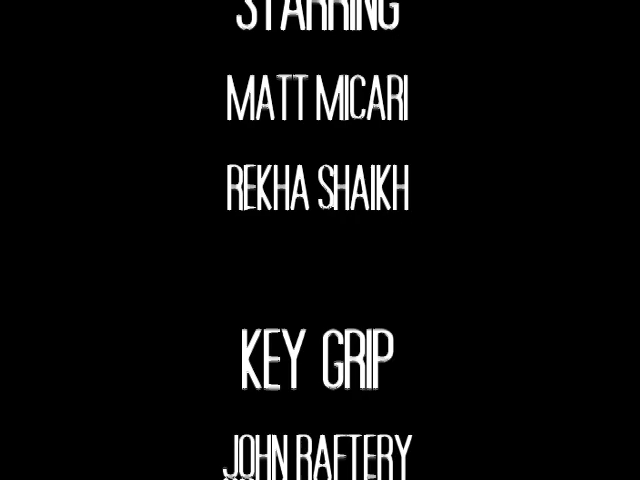 STARRING
MATT MICARI
REKHA SHAIKH
KEY GRIP
JOHN RAFTERY